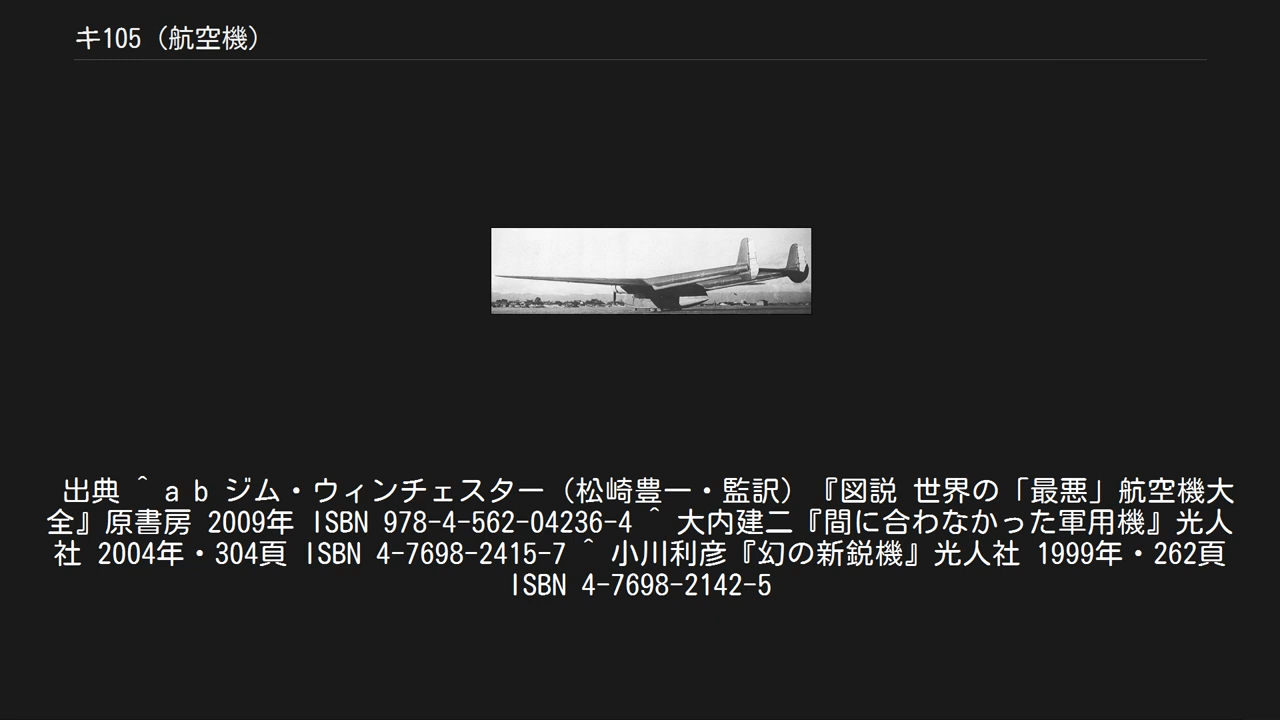 キ105（航空機）
出典 ^ a b ジム・ウィンチェスター（松崎豊一・監訳）『図説 世界の「最悪」航空機大
全』原書房 2009年 ISBN 978-4-562-04236-4 ^ 大内建二『間に合わなかった軍用機』光人
社 2004年・304頁 ISBN 4-7698-2415-7 ^ 小川利彦『幻の新鋭機』光人社 1999年・262頁
ISBN 4-7698-2142-5